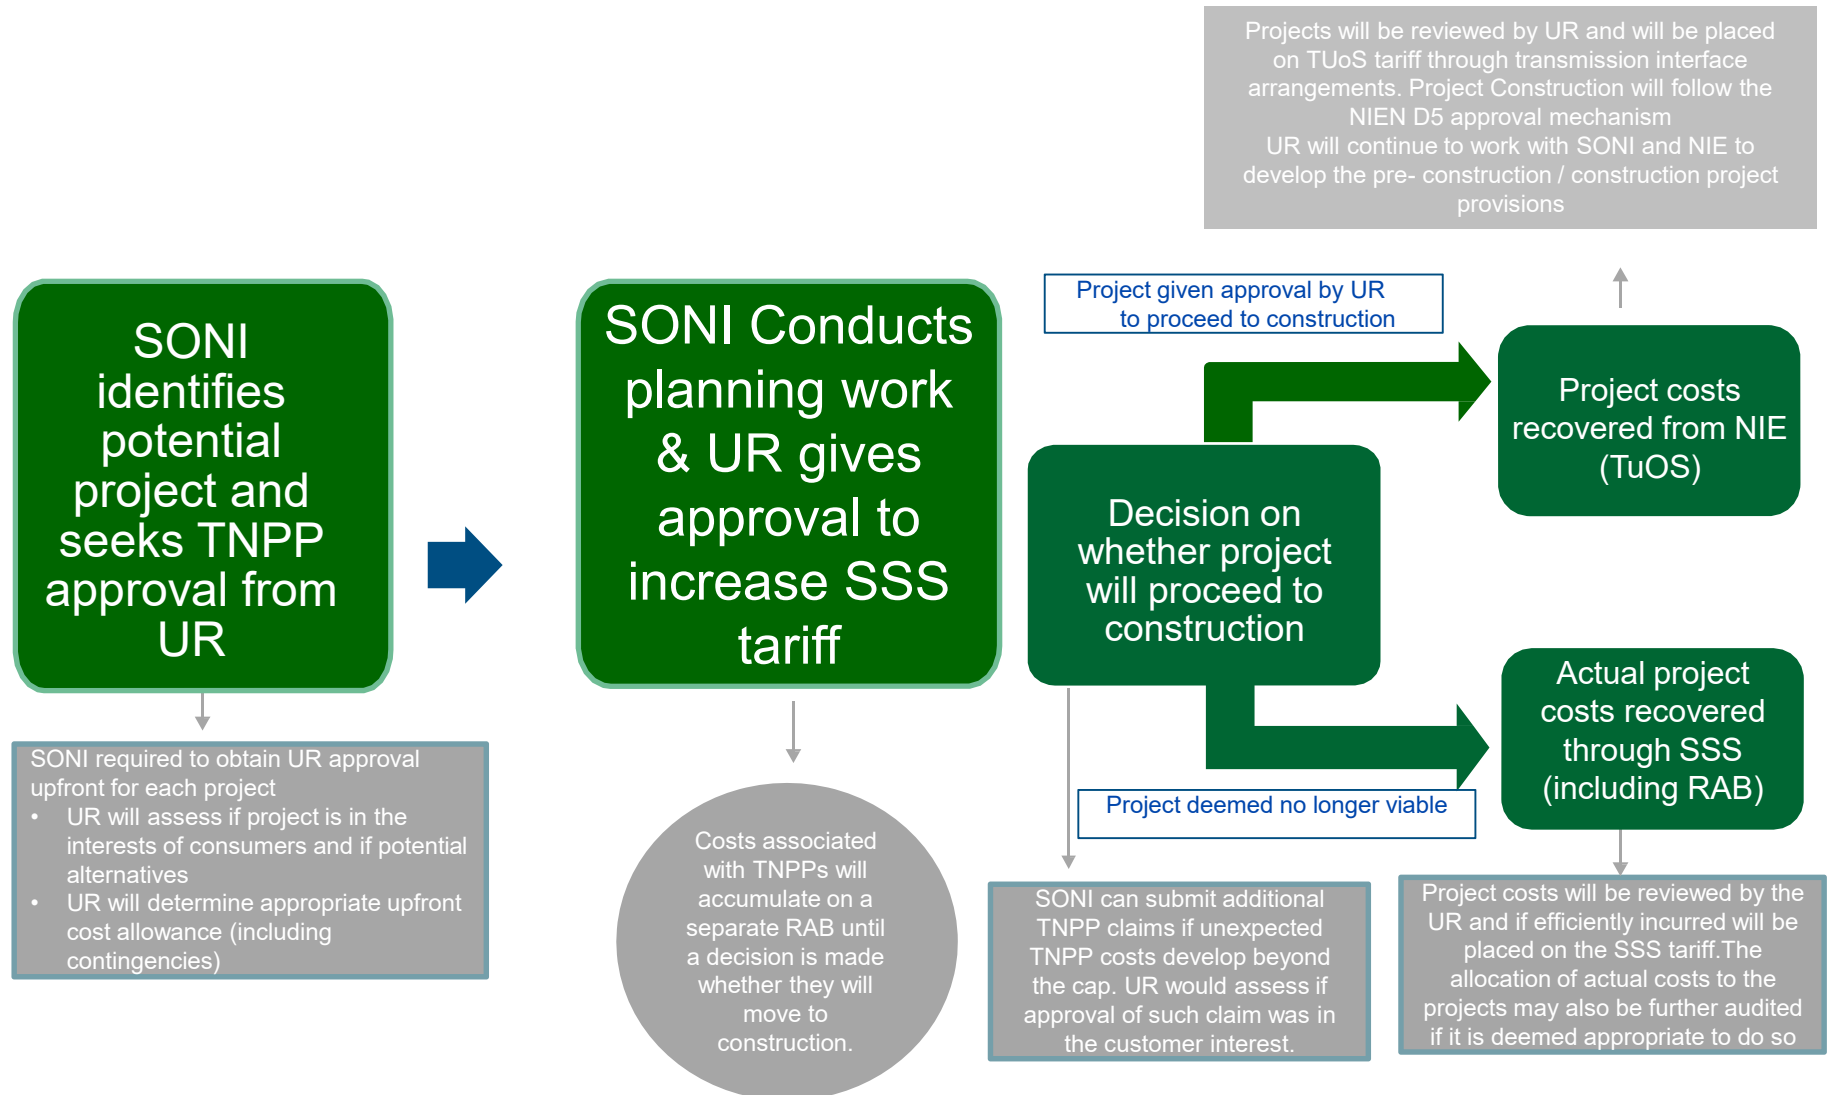 Projects will be reviewed by UR and will be placed
on TUoS tariff through transmission interface
arrangements. Project Construction will follow the
NIEN D5 approval mechanism
UR will continue to work with SONI and NIE to
develop the pre- construction / construction project
provisions
SONI
identifies
potential
project and
seeks TNPP
approval from
UR
SONI Conducts
planning work
& UR gives
approval to
increase SSS
tariff
Project given approval by UR
to proceed to construction
Decision on
whether project
will proceed to
construction
Project costs
recovered from NIE
(TuOS)
Actual project
costs recovered
through SSS
(including RAB)
Project deemed no longer viable
SONI required to obtain UR approval
upfront for each project
• UR will assess if project is in the
interests of consumers and if potential
alternatives
• UR will determine appropriate upfront
cost allowance (including
contingencies)
Costs associated
with TNPPs will
accumulate on a
separate RAB until
a decision is made
whether they will
move to
construction.
SONI can submit additional
TNPP claims if unexpected
TNPP costs develop beyond
the cap. UR would assess if
approval of such claim was in
the customer interest.
Project costs will be reviewed by the
UR and if efficiently incurred will be
placed on the SSS tariff.The
allocation of actual costs to the
projects may also be further audited
if it is deemed appropriate to do so